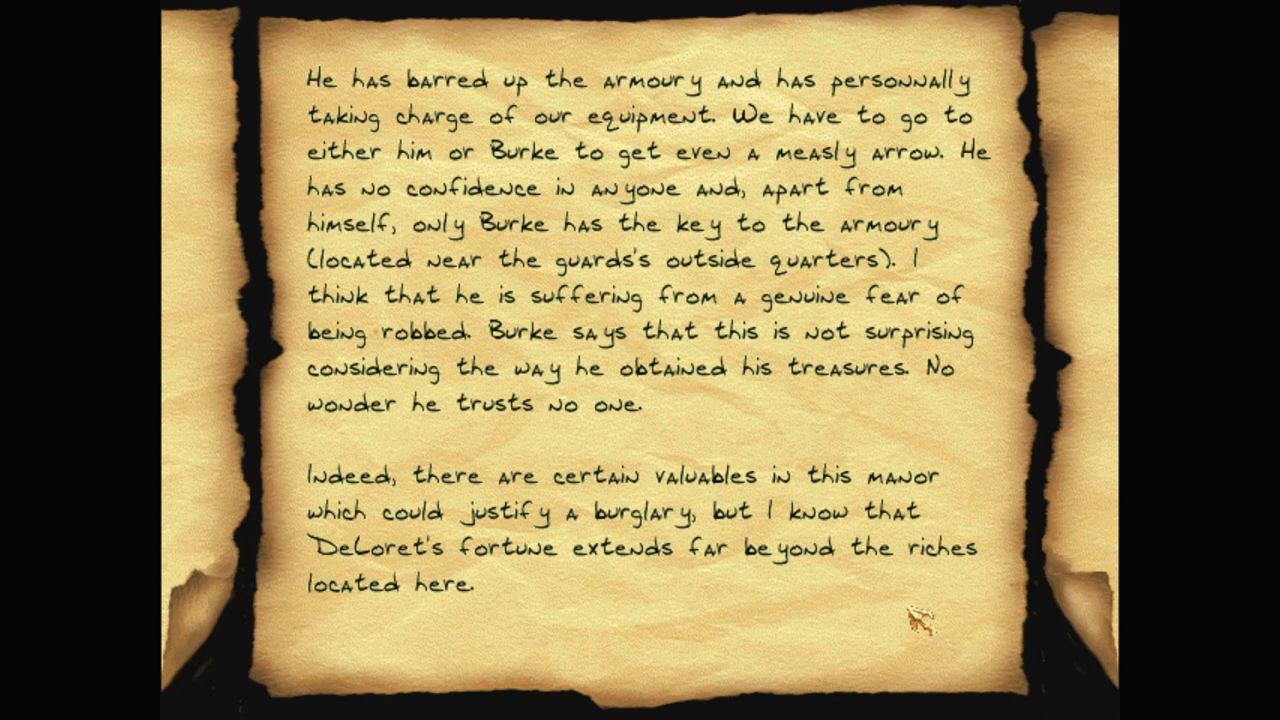 He has barred up the armoury and has personnally
taking charge of our equipment. We have to go to
either him or Burke to get even a measly arrow. He
has no confidence in anyone and, apart from
himself, only Burke has the key to the armoury
(located near the guards's outside quarters). I
think that he is suffering from a genuine fear of
being robbed. Burke says that this is not surprising
considering the way he obtained his treasures. No
wonder he trusts no one.
Indeed, there are certain valuables in this manor
which could justify a burglary, but I know that
DeLoret's fortune extends far beyond the riches
located here.